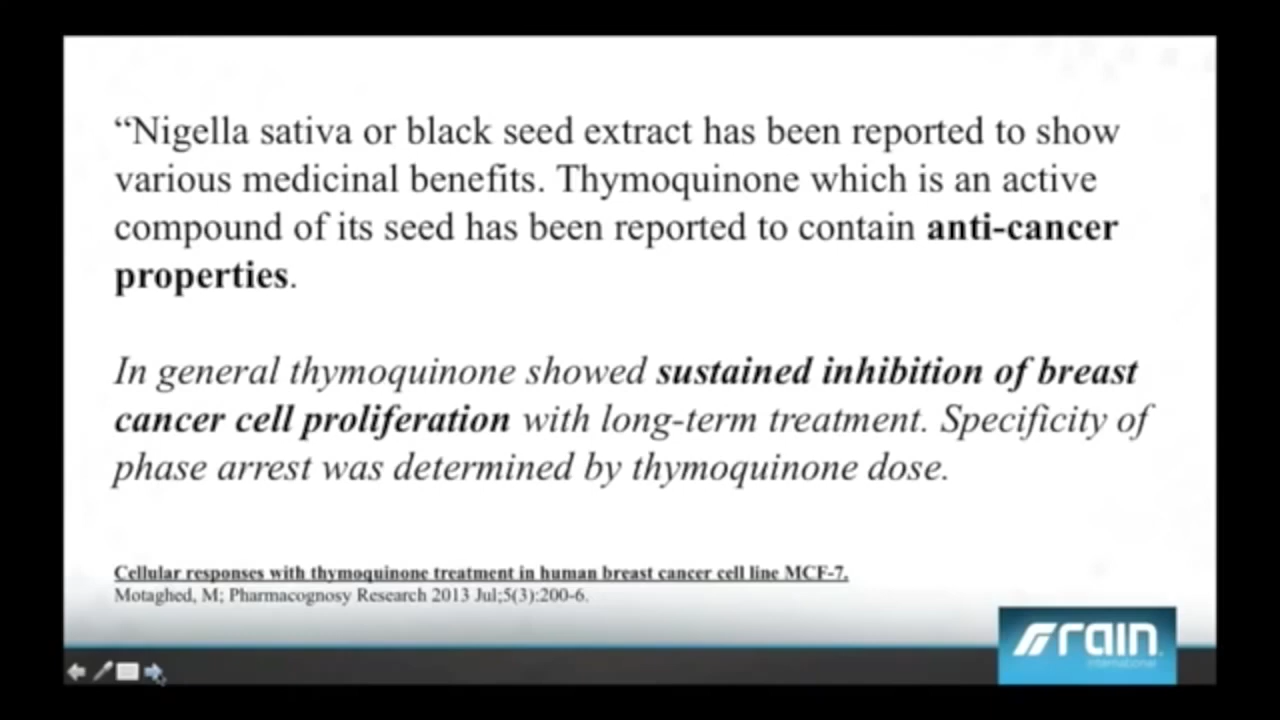 “Nigella sativa or black seed extract has been reported to show
various medicinal benefits. Thymoquinone which is an active
compound of its seed has been reported to contain anti-cancer
properties.
In general thymoquinone showed sustained inhibition of breast
cancer cell proliferation with long-term treatment. Specificity of
phase arrest was determined by thymoquinone dose.
Cellular responses with thymoquinone treatment in human breast cancer cell line MCF-7.
Motaghed, M; Pharmacognosy Research 2013 Jul;5(3):200-6.
rain
international